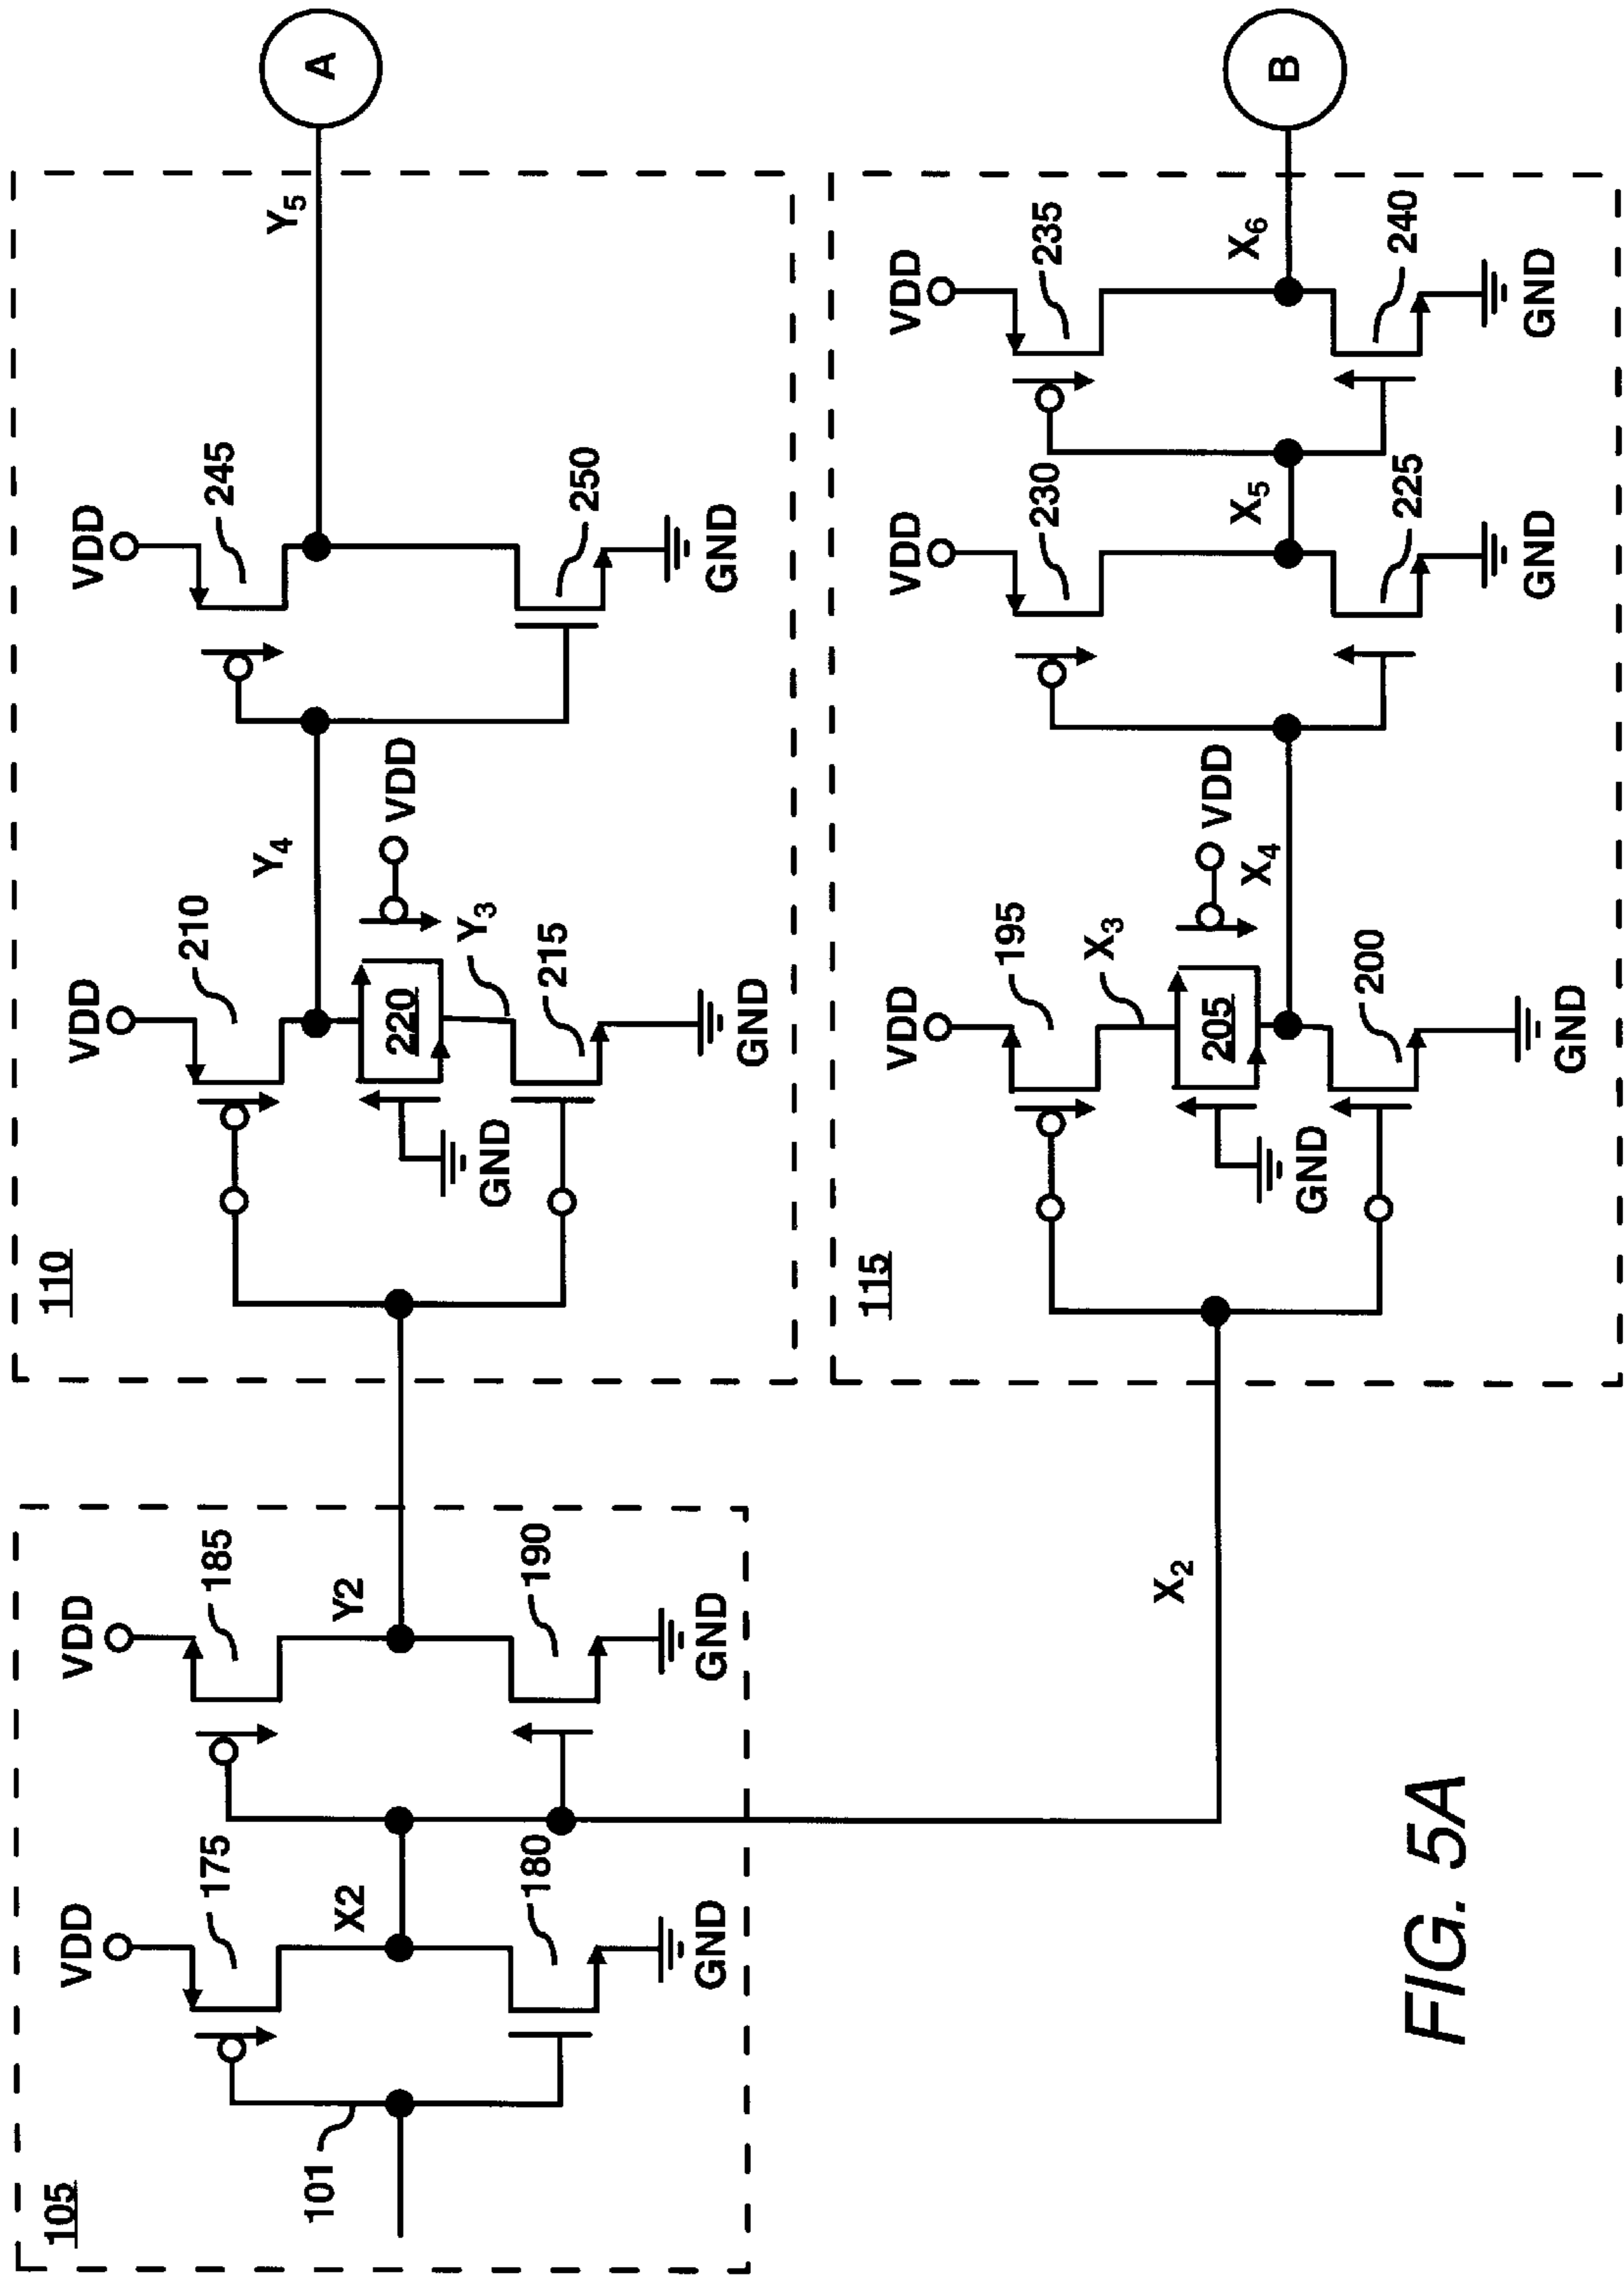 105
101
VDD
175
X2
180
GND
VDD
185
Y2
190
GND
X2
110
VDD
210
Y4
220
VDD
GND
Y3
215
GND
VDD
245
250
GND
Y5
A
115
VDD
195
X3
205
VDD
GND
X4
200
GND
VDD
230
X5
225
GND
VDD
235
X6
240
GND
B
FIG. 5A